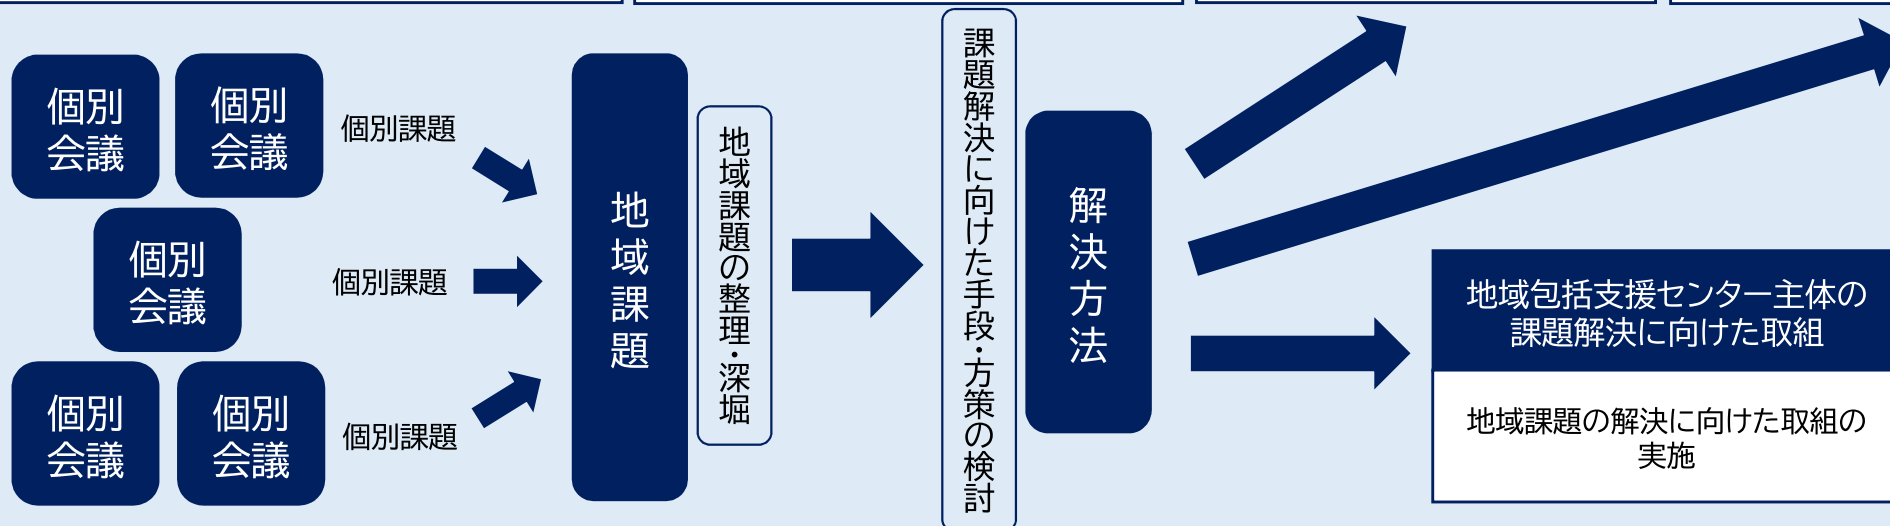 個別
会議
個別
会議
個別課題
個別
会議
個別課題
個別
会議
個別
会議
個別課題
地域課題
地域課題の整理・深堀
課題解決に向けた手段・方策の検討
解決方法
地域包括支援センター主体の
課題解決に向けた取組
地域課題の解決に向けた取組の
実施